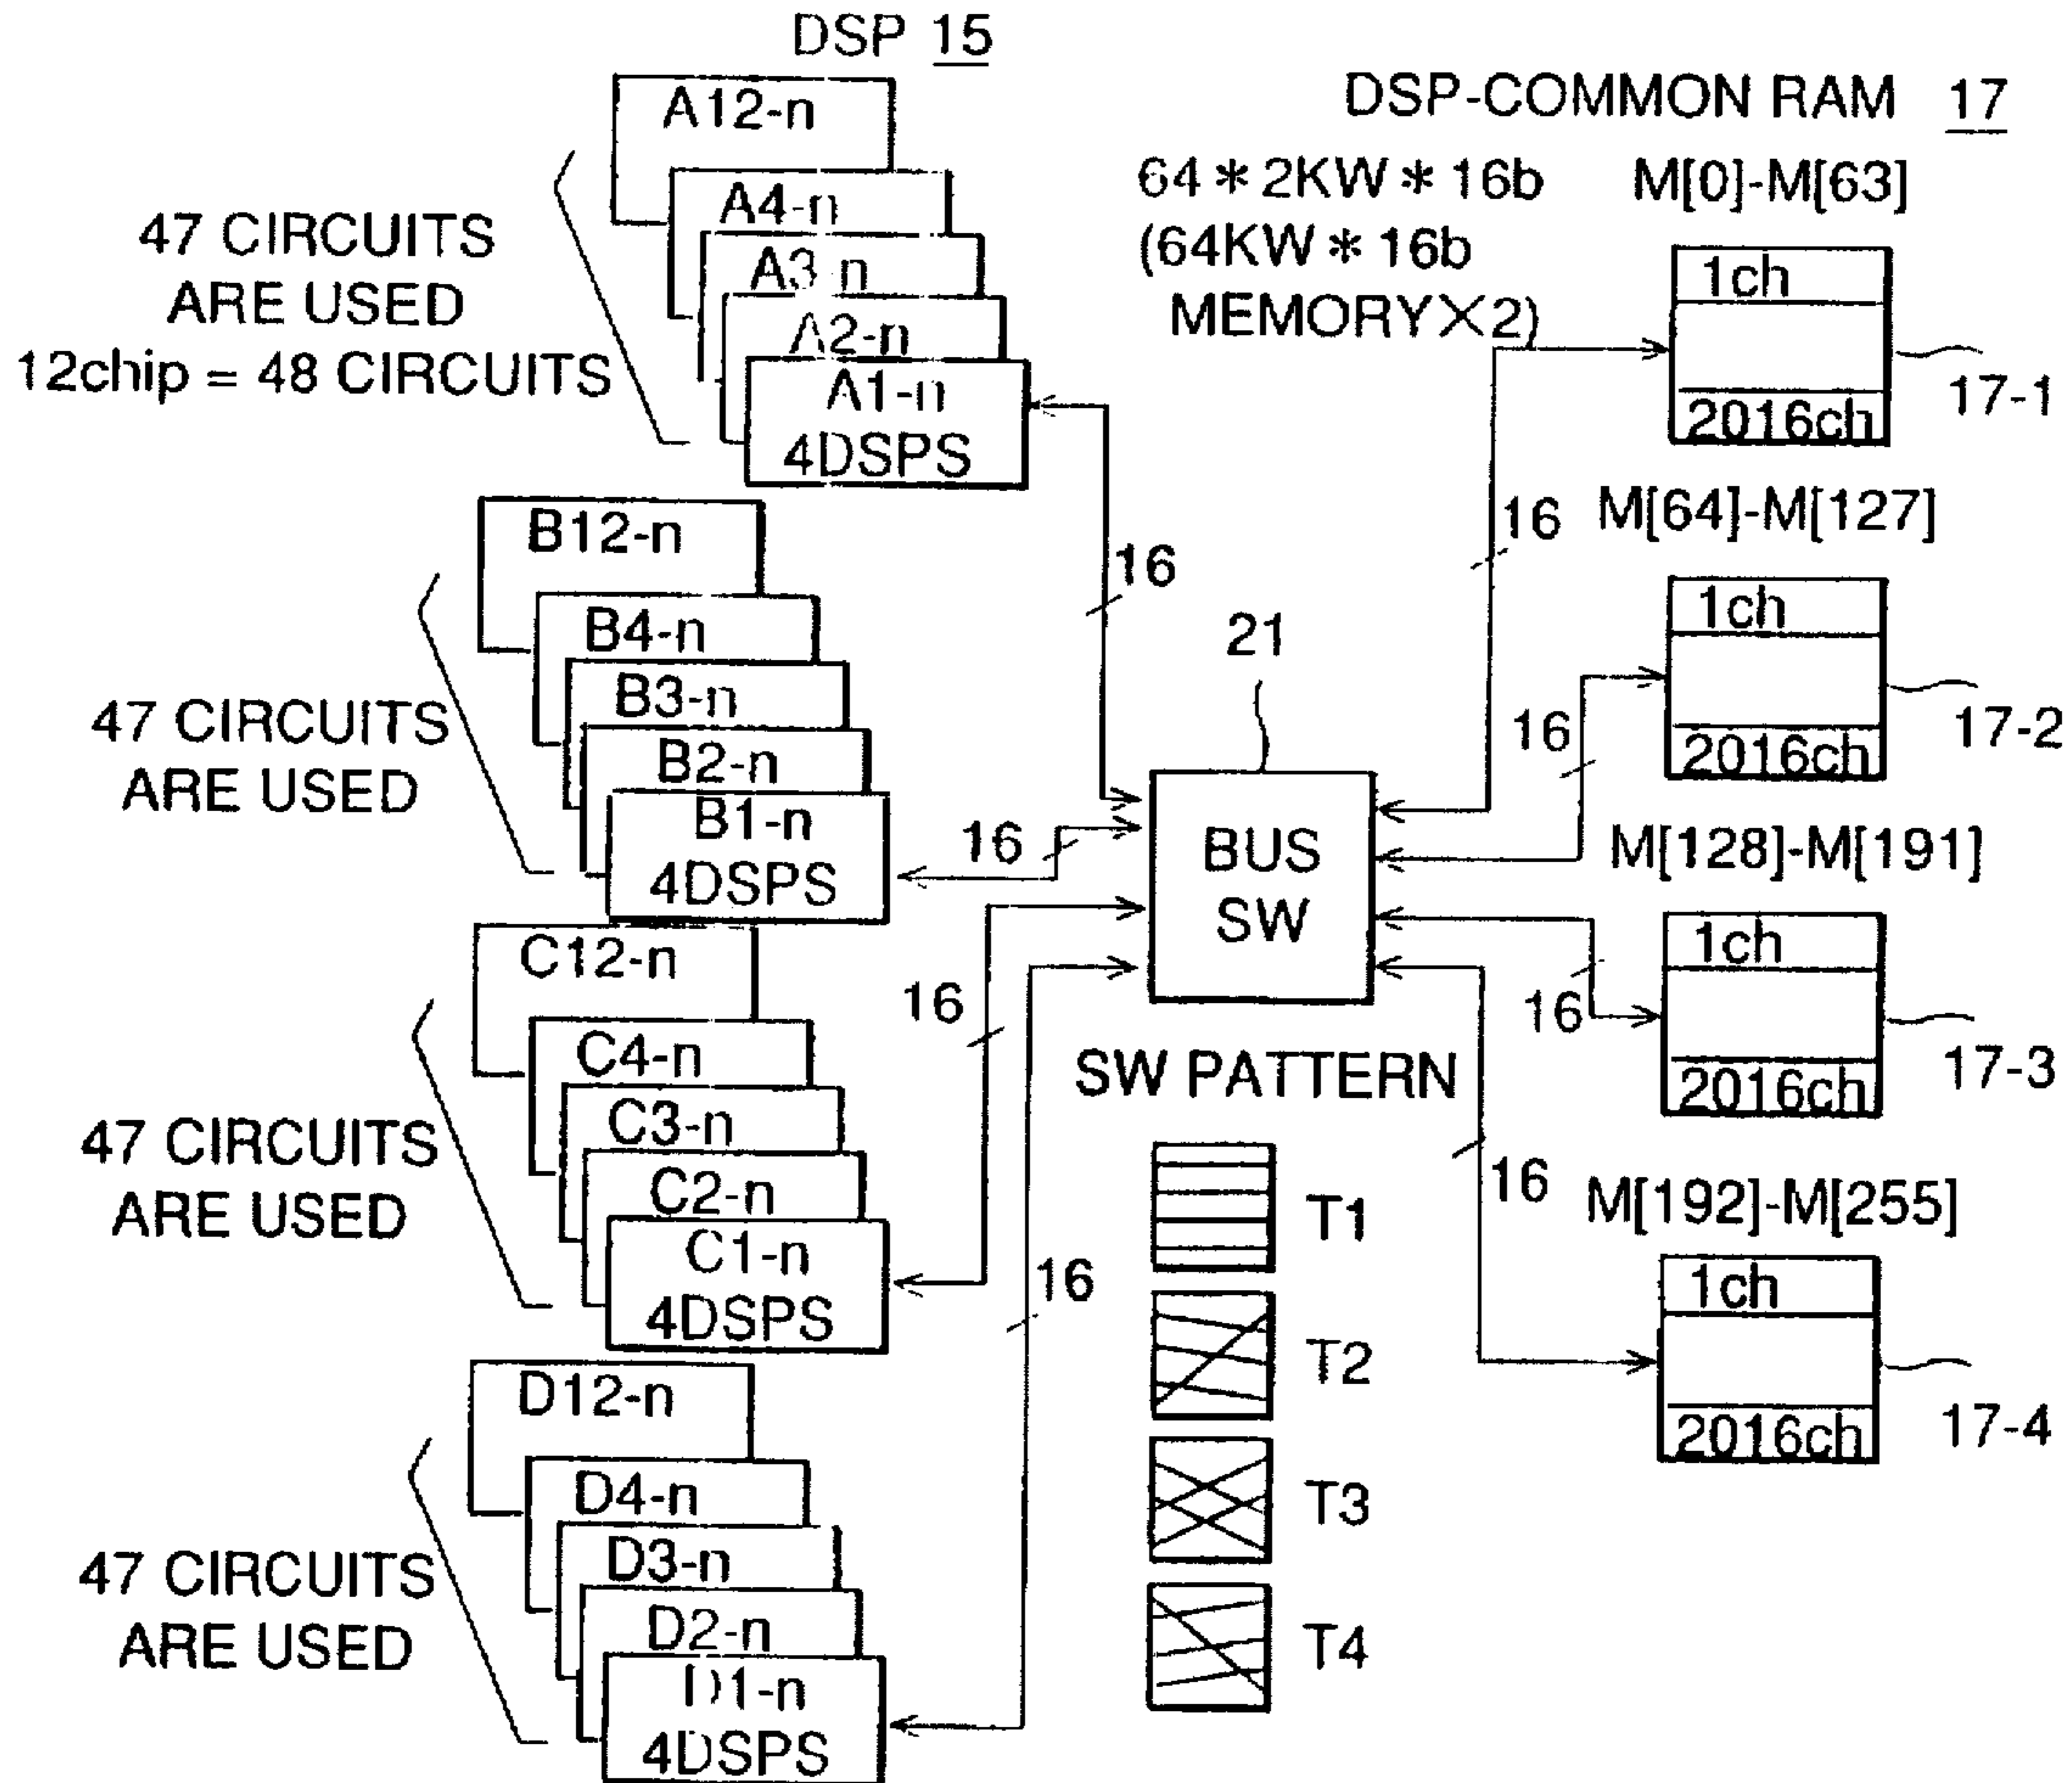 DSP 15
A12-n
A4-n
A3-n
A2-n
A1-n
4DSPS
47 CIRCUITS
ARE USED
12chip = 48 CIRCUITS
B12-n
B4-n
B3-n
B2-n
B1-n
4DSPS
47 CIRCUITS
ARE USED
C12-n
C4-n
C3-n
C2-n
C1-n
4DSPS
47 CIRCUITS
ARE USED
D12-n
D4-n
D3-n
D2-n
D1-n
4DSPS
47 CIRCUITS
ARE USED
16
16
16
16
21
BUS
SW
SW PATTERN
T1
T2
T3
T4
DSP-COMMON RAM 17
64 * 2KW * 16b
(64KW * 16b
MEMORY×2)
M[0]-M[63]
1ch
2016ch
17-1
16
M[64]-M[127]
1ch
2016ch
17-2
16
M[128]-M[191]
1ch
2016ch
17-3
16
M[192]-M[255]
1ch
2016ch
17-4
16